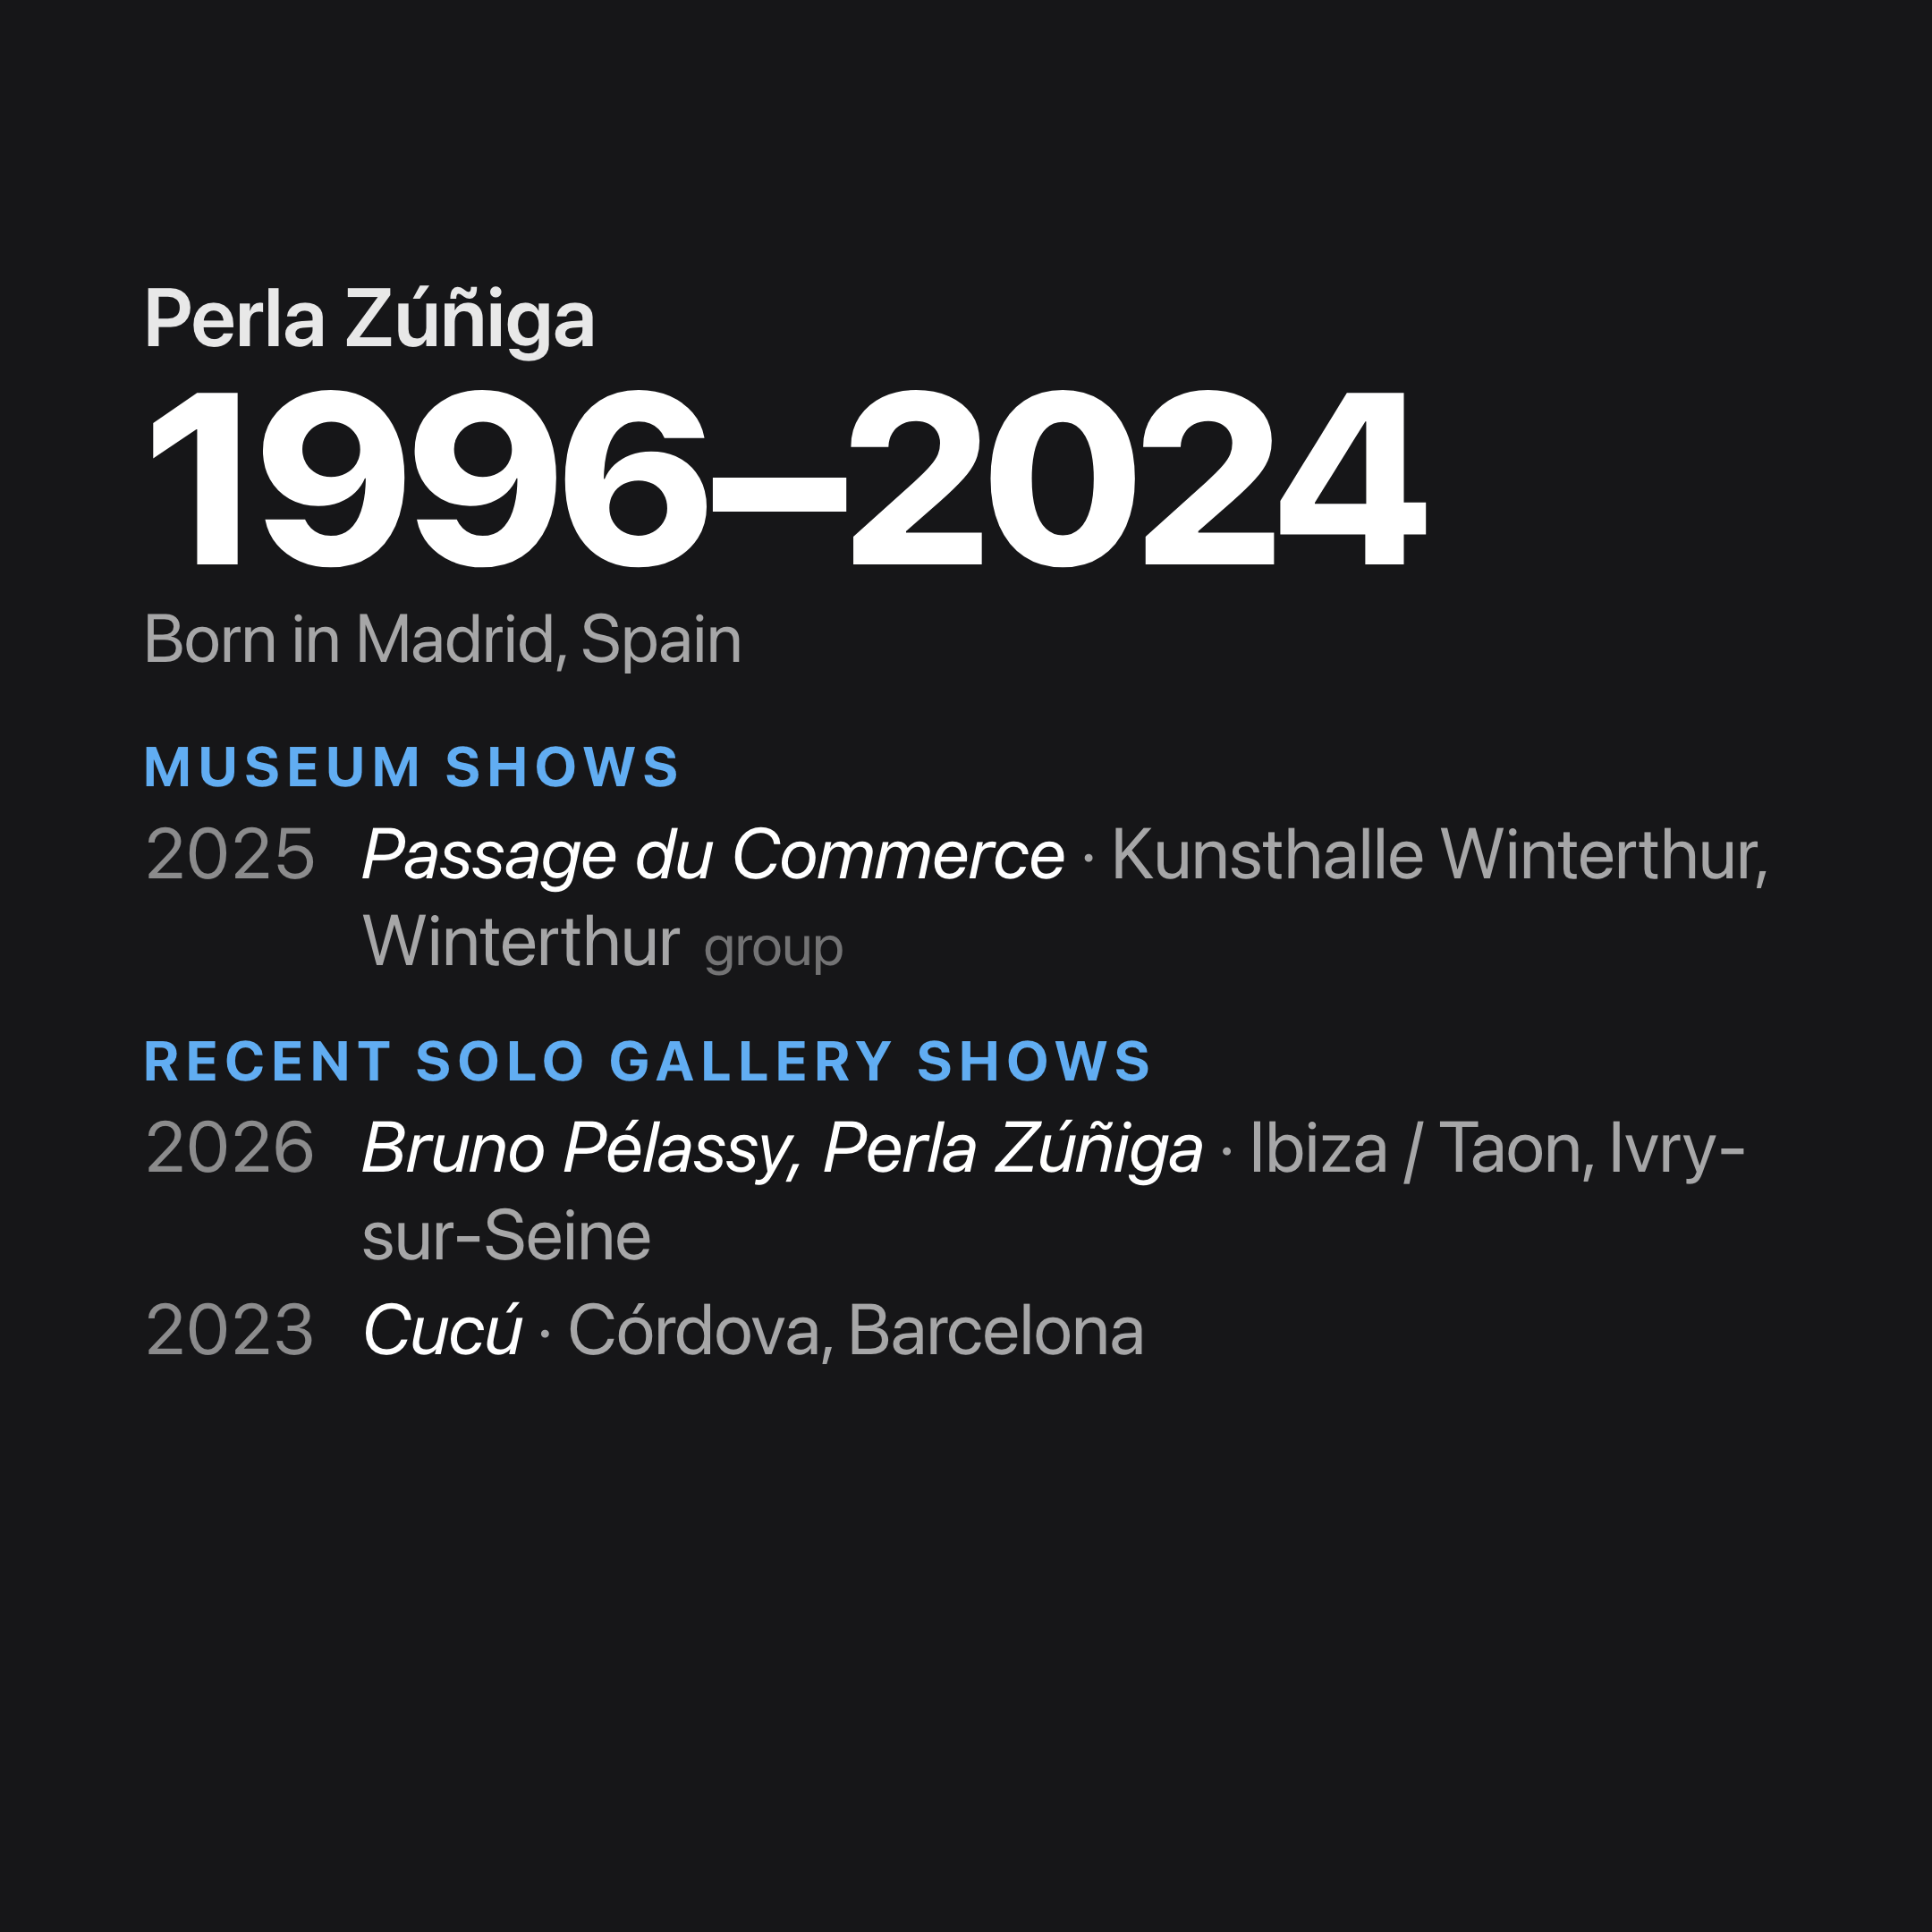 Perla Zúñiga
1996–2024
Born in Madrid, Spain
MUSEUM SHOWS
2025 Passage du Commerce · Kunsthalle Winterthur,
Winterthur group
RECENT SOLO GALLERY SHOWS
2026 Bruno Pélassy, Perla Zúñiga · Ibiza / Taon, Ivry-
sur-Seine
2023 Cucú · Córdova, Barcelona